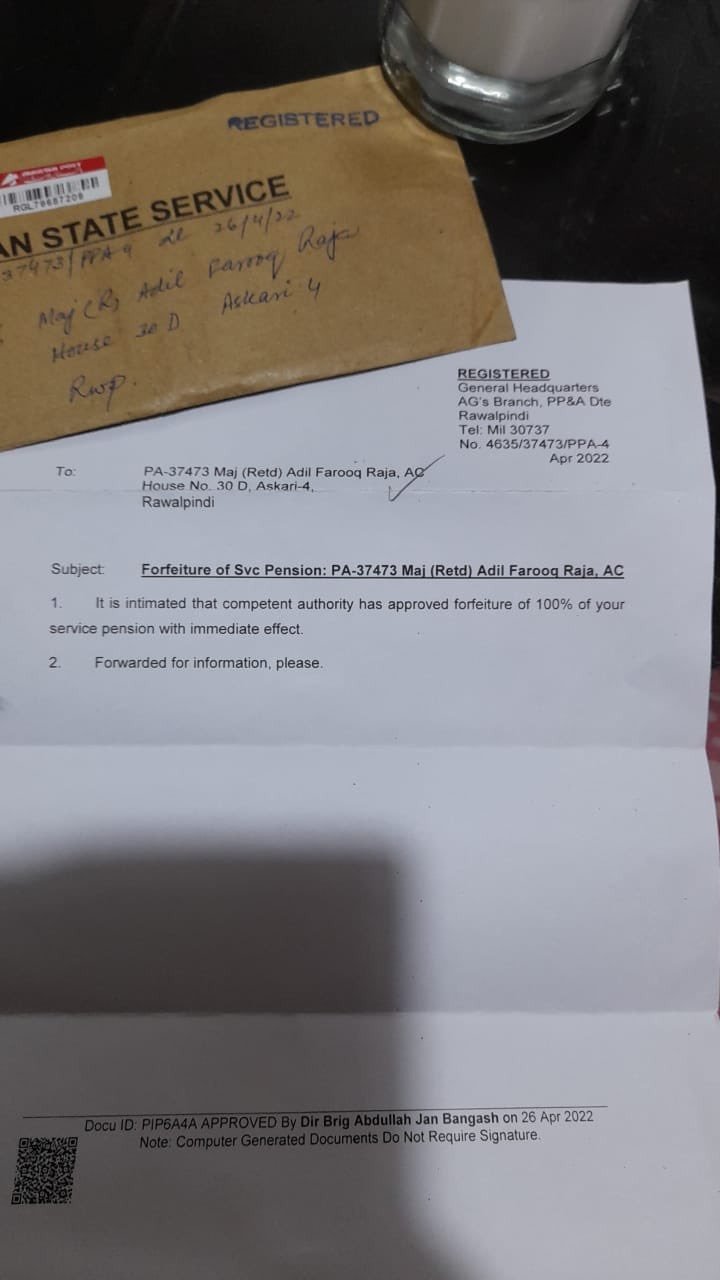 REGISTERED
RGL79687209
AN STATE SERVICE
37473/PPA 4 dt 26/4/22
Maj (R) Adil Farooq Raja
House 30 D Askari 4
Rwp.
REGISTERED
General Headquarters
AG's Branch, PP&A Dte
Rawalpindi
Tel: Mil 30737
No. 4635/37473/PPA-4
Apr 2022
To: PA-37473 Maj (Retd) Adil Farooq Raja, AC
House No. 30 D, Askari-4,
Rawalpindi
Subject: Forfeiture of Svc Pension: PA-37473 Maj (Retd) Adil Farooq Raja, AC
1. It is intimated that competent authority has approved forfeiture of 100% of your
service pension with immediate effect.
2. Forwarded for information, please.
Docu ID: PIP6A4A APPROVED By Dir Brig Abdullah Jan Bangash on 26 Apr 2022
Note: Computer Generated Documents Do Not Require Signature.